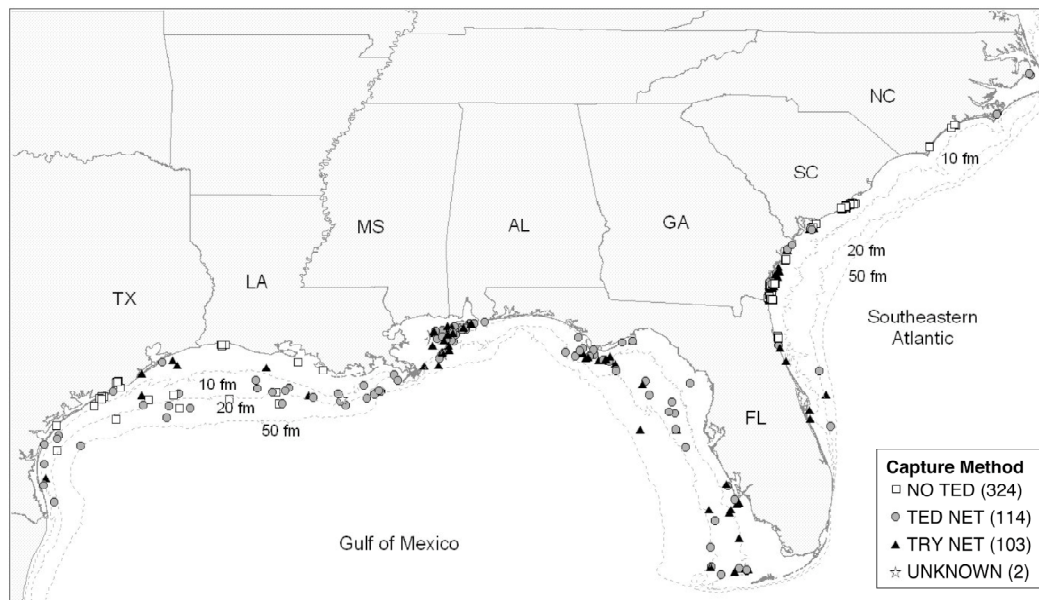 NC
10 fm
SC
MS
AL
GA
20 fm
LA
50 fm
TX
Southeastern
Atlantic
10 fm
20 fm
FL
50 fm
Gulf of Mexico
Capture Method
NO TED (324)
TED NET (114)
TRY NET (103)
UNKNOWN (2)